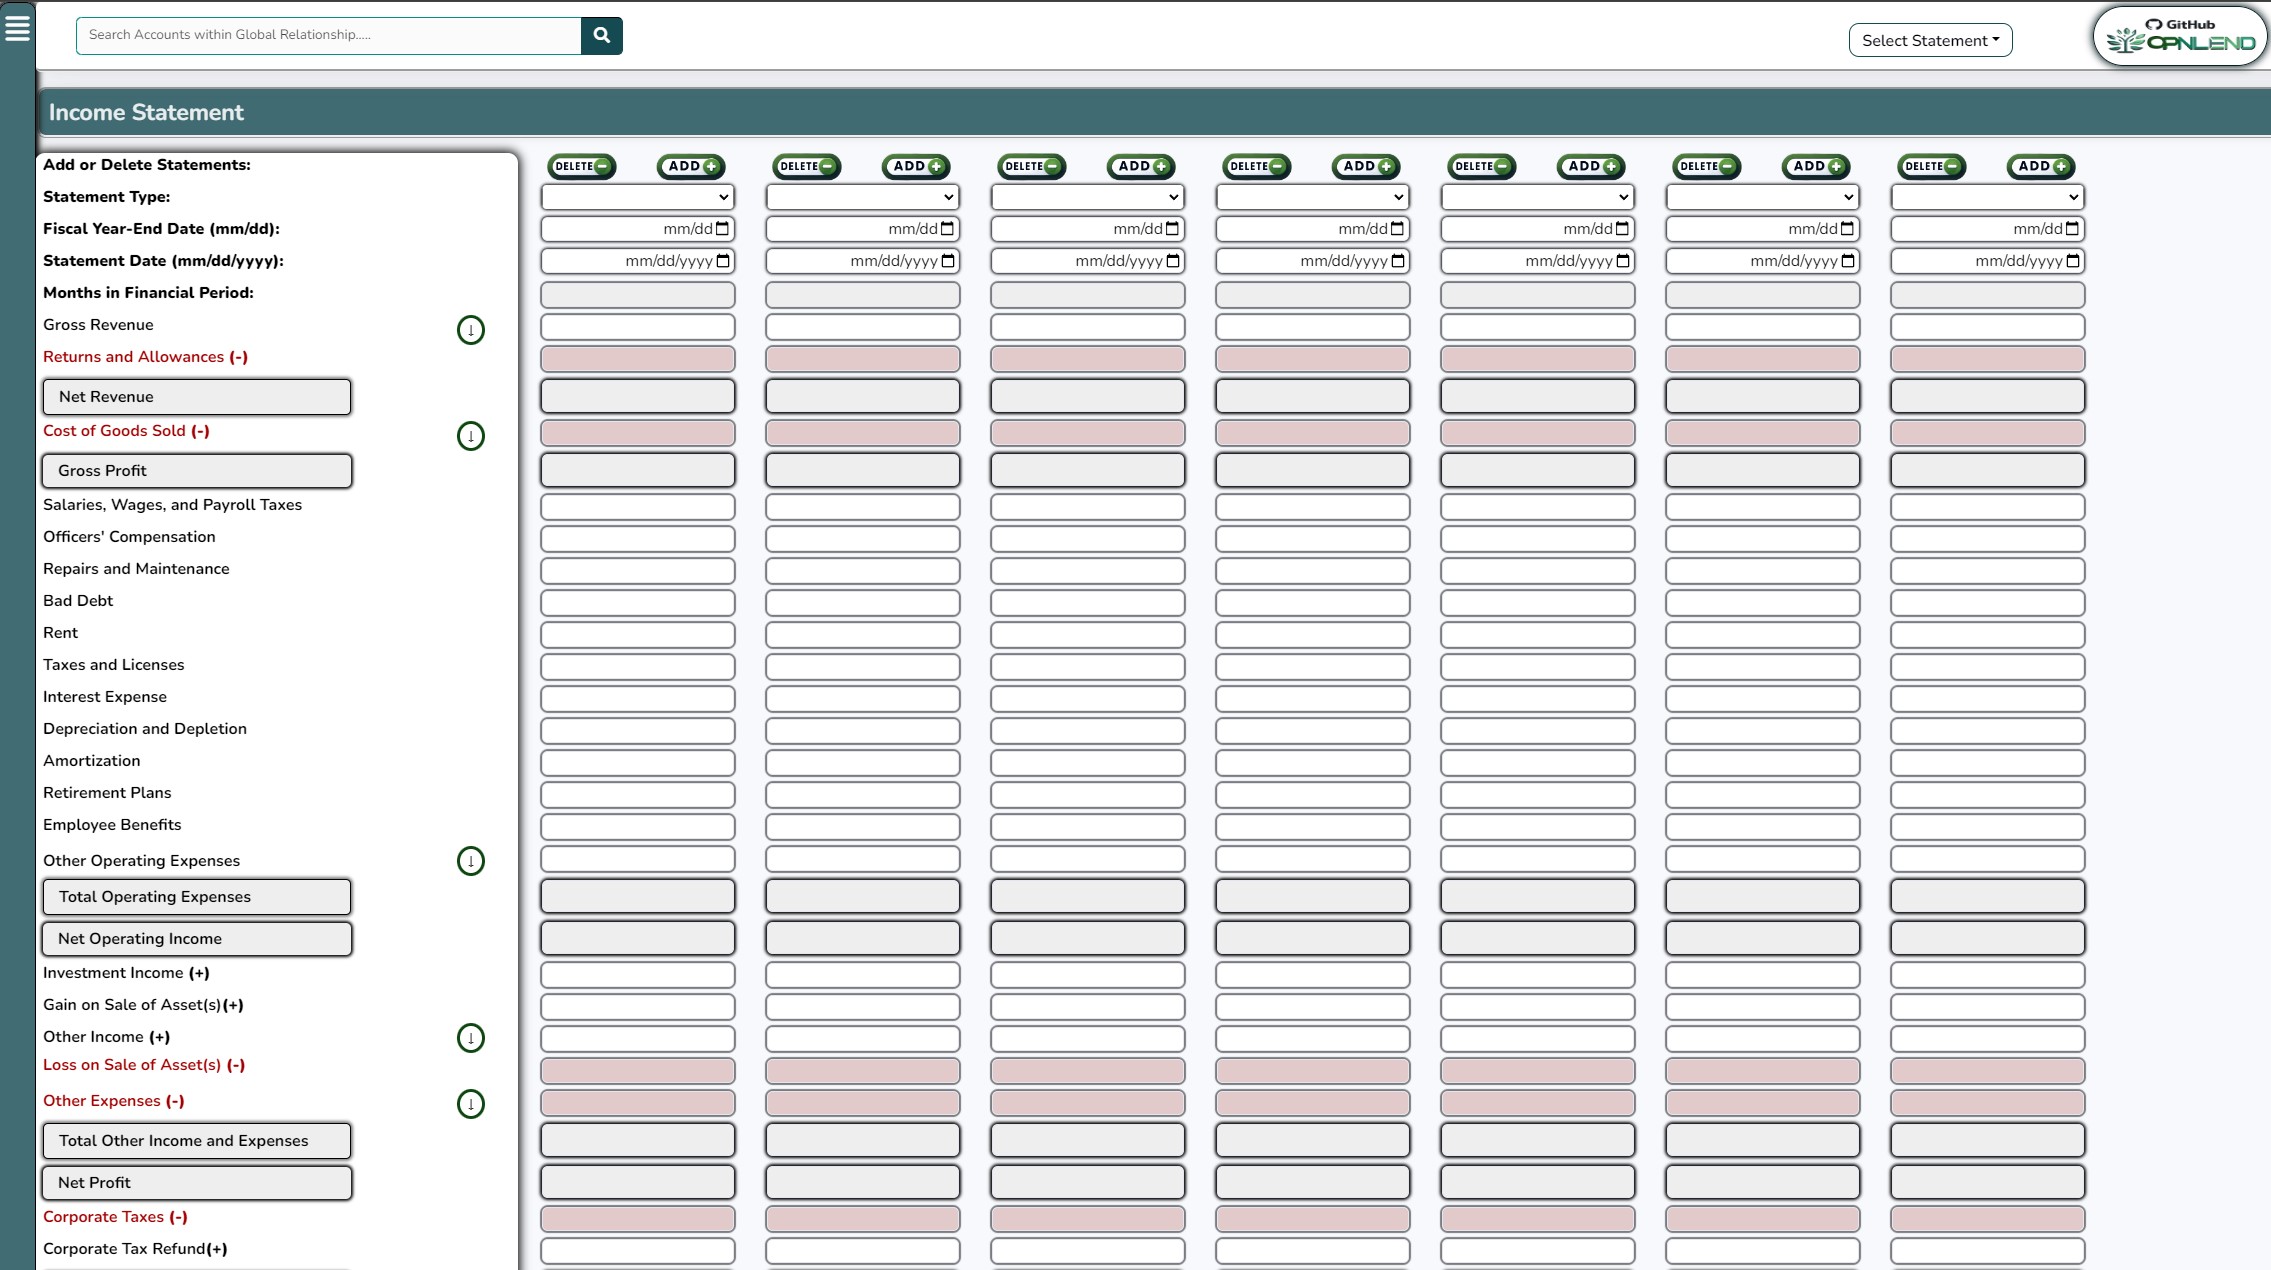 Search Accounts within Global Relationship.....
Select Statement
GitHub
OPNLEND
Income Statement
Add or Delete Statements: DELETE ADD DELETE ADD DELETE ADD DELETE ADD DELETE ADD DELETE ADD DELETE ADD
Statement Type:
Fiscal Year-End Date (mm/dd): mm/dd mm/dd mm/dd mm/dd mm/dd mm/dd mm/dd
Statement Date (mm/dd/yyyy): mm/dd/yyyy mm/dd/yyyy mm/dd/yyyy mm/dd/yyyy mm/dd/yyyy mm/dd/yyyy mm/dd/yyyy
Months in Financial Period:
Gross Revenue ↓
Returns and Allowances (-)
Net Revenue
Cost of Goods Sold (-) ↓
Gross Profit
Salaries, Wages, and Payroll Taxes
Officers' Compensation
Repairs and Maintenance
Bad Debt
Rent
Taxes and Licenses
Interest Expense
Depreciation and Depletion
Amortization
Retirement Plans
Employee Benefits
Other Operating Expenses ↓
Total Operating Expenses
Net Operating Income
Investment Income (+)
Gain on Sale of Asset(s)(+)
Other Income (+) ↓
Loss on Sale of Asset(s) (-)
Other Expenses (-) ↓
Total Other Income and Expenses
Net Profit
Corporate Taxes (-)
Corporate Tax Refund(+)